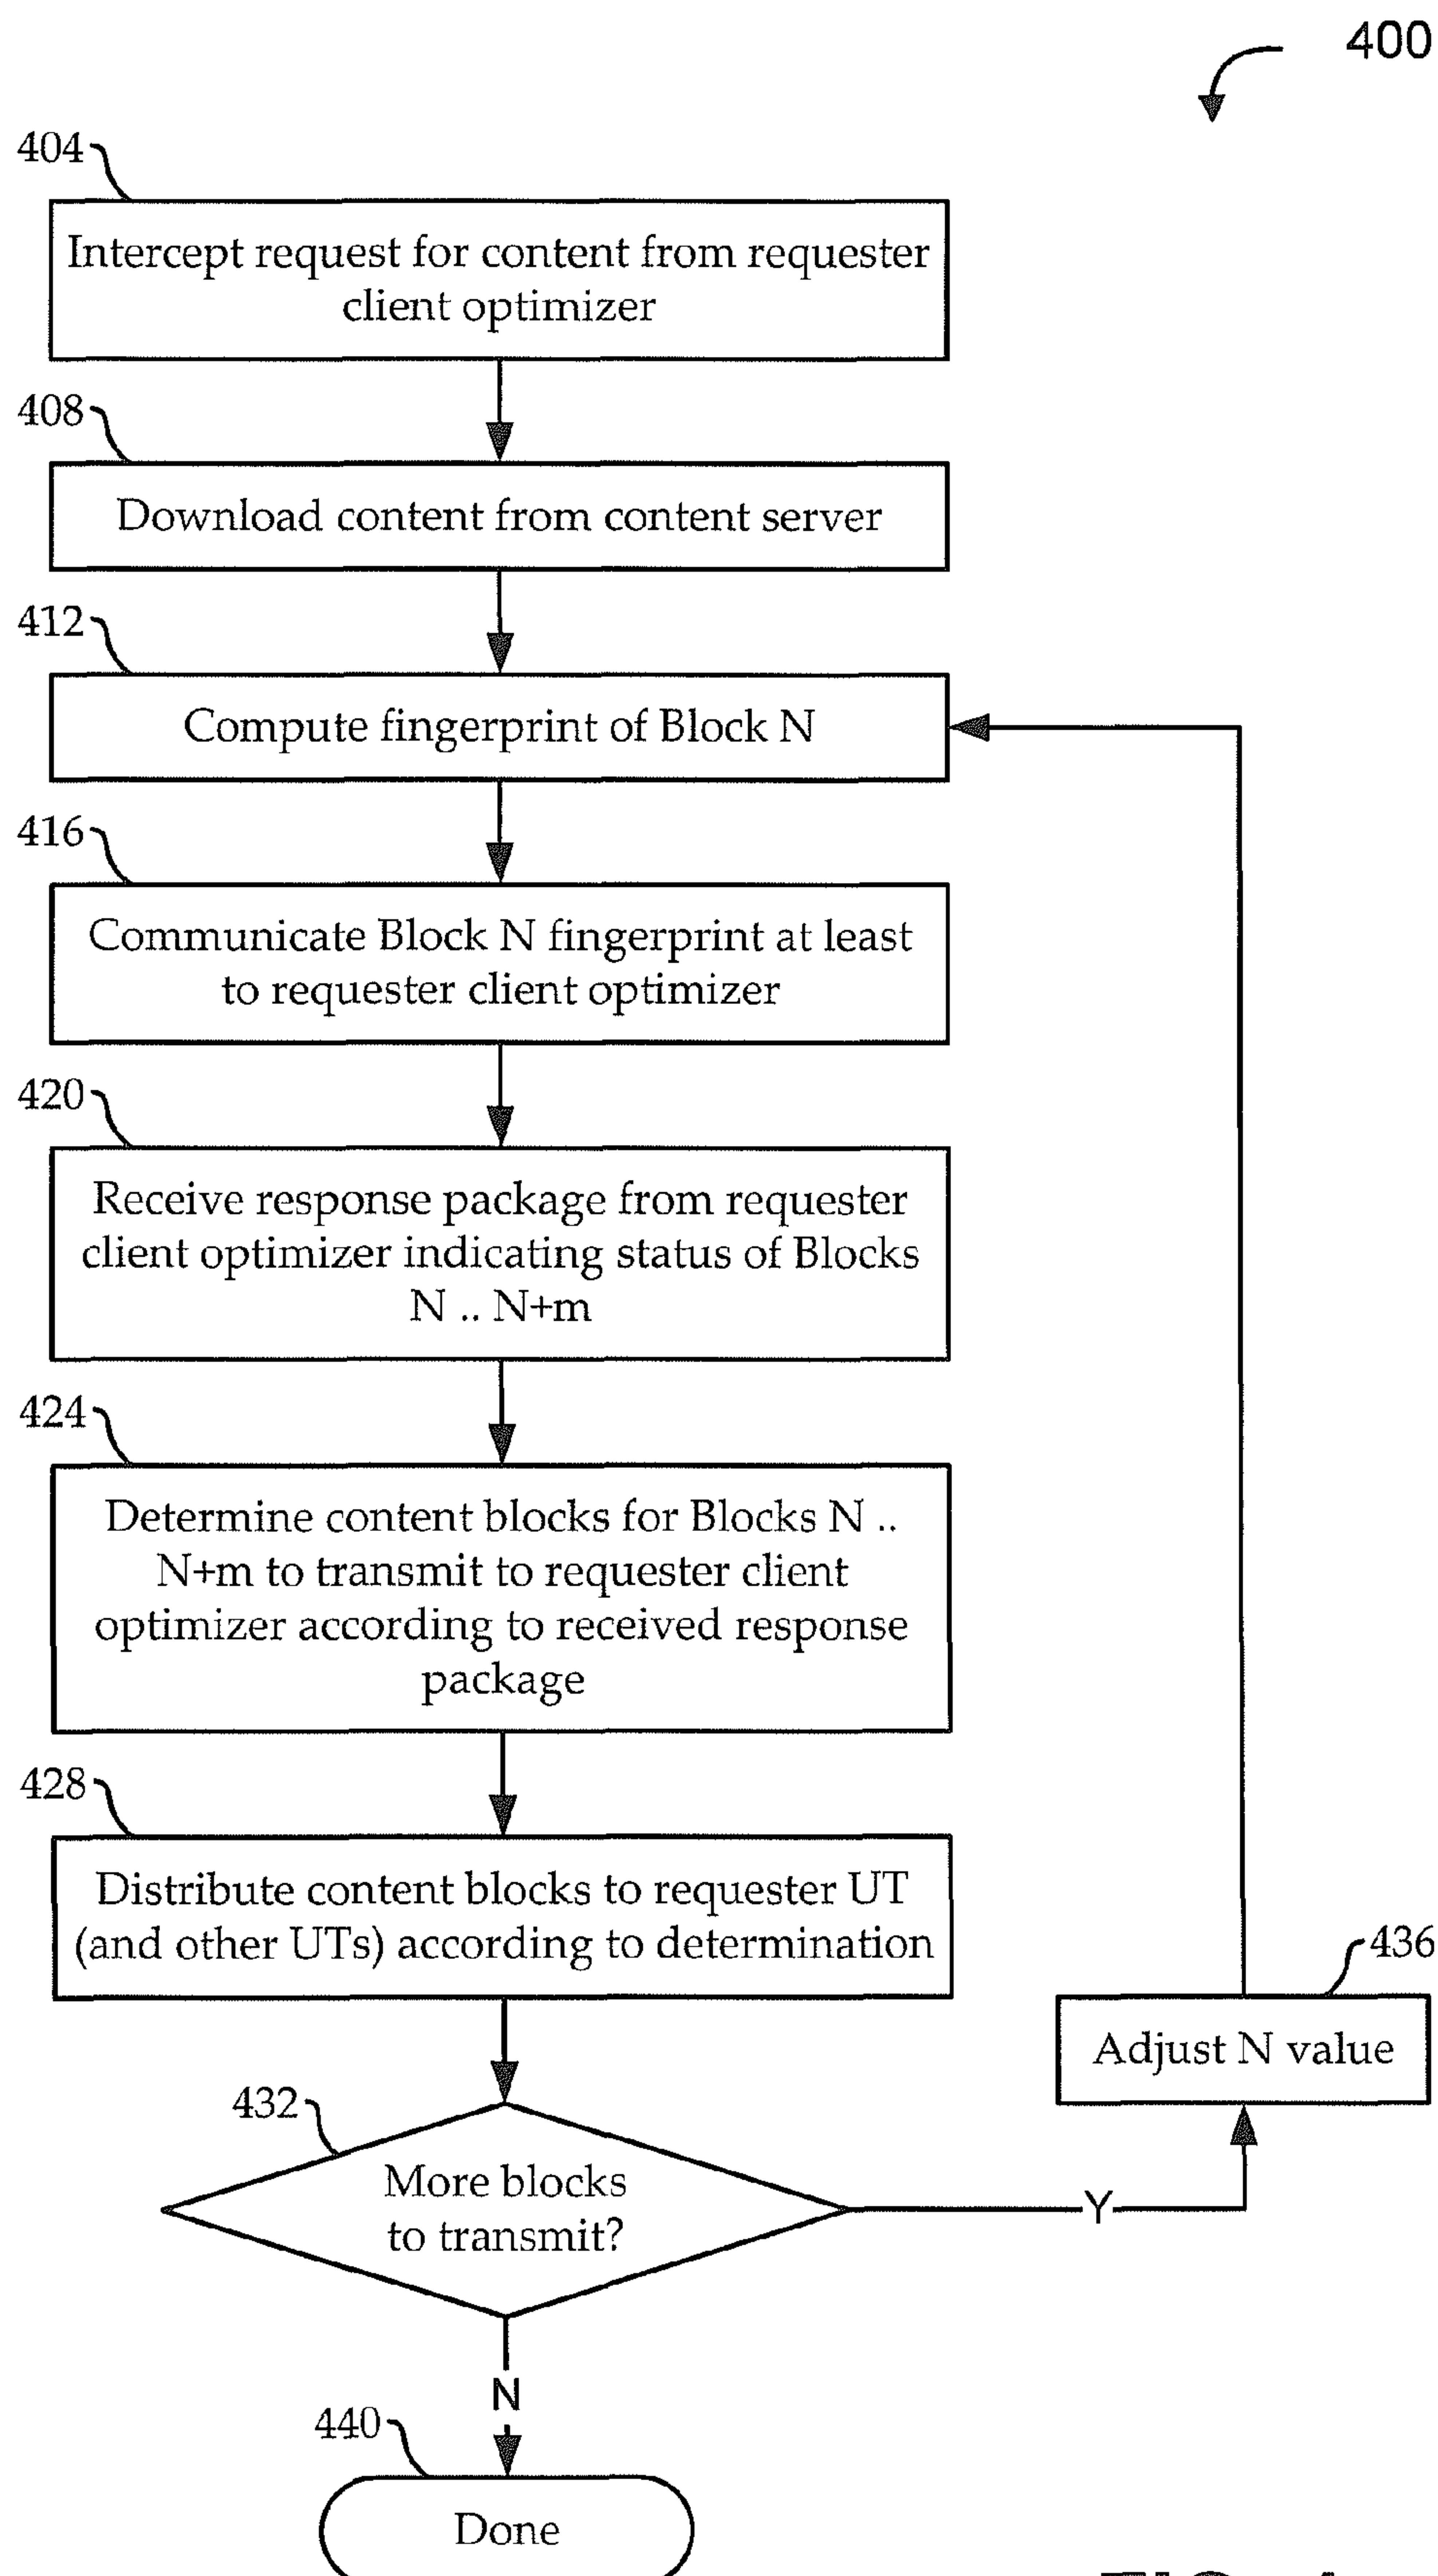 400
404
Intercept request for content from requester
client optimizer
408
Download content from content server
412
Compute fingerprint of Block N
416
Communicate Block N fingerprint at least
to requester client optimizer
420
Receive response package from requester
client optimizer indicating status of Blocks
N .. N+m
424
Determine content blocks for Blocks N ..
N+m to transmit to requester client
optimizer according to received response
package
428
Distribute content blocks to requester UT
(and other UTs) according to determination
436
Adjust N value
432
More blocks
to transmit?
Y
N
440
Done